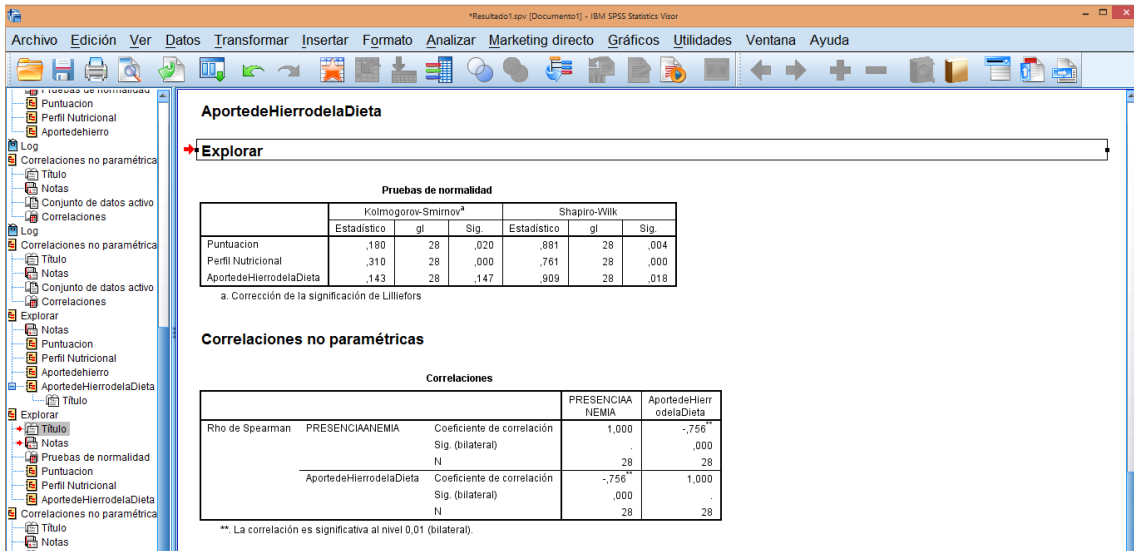 *Resultado1.spv [Documento1] - IBM SPSS Statistics Visor
Archivo Edición Ver Datos Transformar Insertar Formato Analizar Marketing directo Gráficos Utilidades Ventana Ayuda
Pruebas de normalidad
Puntuacion
Perfil Nutricional
Aportedehierro
Log
Correlaciones no paramétrica
Título
Notas
Conjunto de datos activo
Correlaciones
Log
Correlaciones no paramétrica
Título
Notas
Conjunto de datos activo
Correlaciones
Explorar
Notas
Puntuacion
Perfil Nutricional
Aportedehierro
AportedeHierrodelaDieta
Título
Explorar
Título
Notas
Pruebas de normalidad
Puntuacion
Perfil Nutricional
AportedeHierrodelaDieta
Correlaciones no paramétrica
Título
Notas
AportedeHierrodelaDieta
Explorar
Pruebas de normalidad
Kolmogorov-Smirnovª Shapiro-Wilk
Estadístico gl Sig. Estadístico gl Sig.
Puntuacion ,180 28 ,020 ,881 28 ,004
Perfil Nutricional ,310 28 ,000 ,761 28 ,000
AportedeHierrodelaDieta ,143 28 ,147 ,909 28 ,018
a. Corrección de la significación de Lilliefors
Correlaciones no paramétricas
Correlaciones
PRESENCIAA AportedeHierr
NEMIA odelaDieta
Rho de Spearman PRESENCIAANEMIA Coeficiente de correlación 1,000 -,756**
Sig. (bilateral) . ,000
N 28 28
AportedeHierrodelaDieta Coeficiente de correlación -,756** 1,000
Sig. (bilateral) ,000 .
N 28 28
**. La correlación es significativa al nivel 0,01 (bilateral).